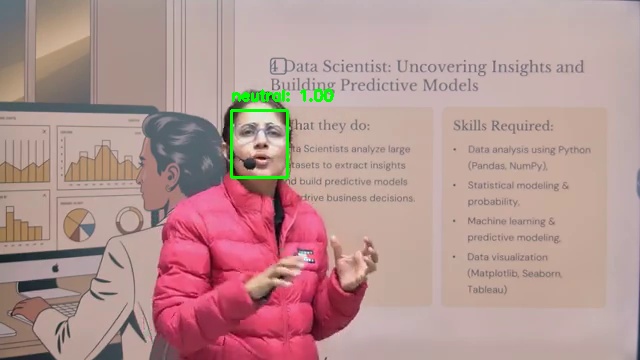 neutral: 1.00
4 Data Scientist: Uncovering Insights and
Building Predictive Models
What they do:
Data Scientists analyze large
datasets to extract insights
and build predictive models
drive business decisions.
Skills Required:
• Data analysis using Python
(Pandas, NumPy),
• Statistical modeling &
probability,
• Machine learning &
predictive modeling,
• Data visualization
(Matplotlib, Seaborn,
Tableau)